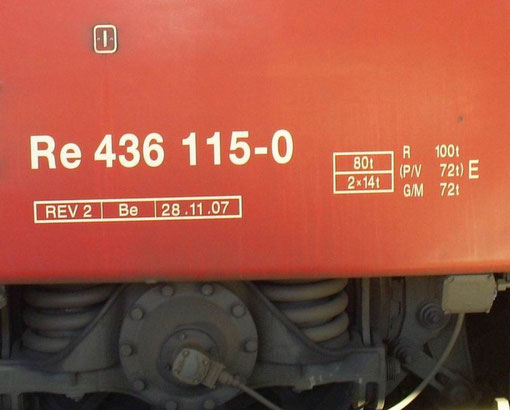 Re 436 115-0
REV 2 Be 28.11.07
80t
2×14t
R 100t
(P/V 72t) E
G/M 72t